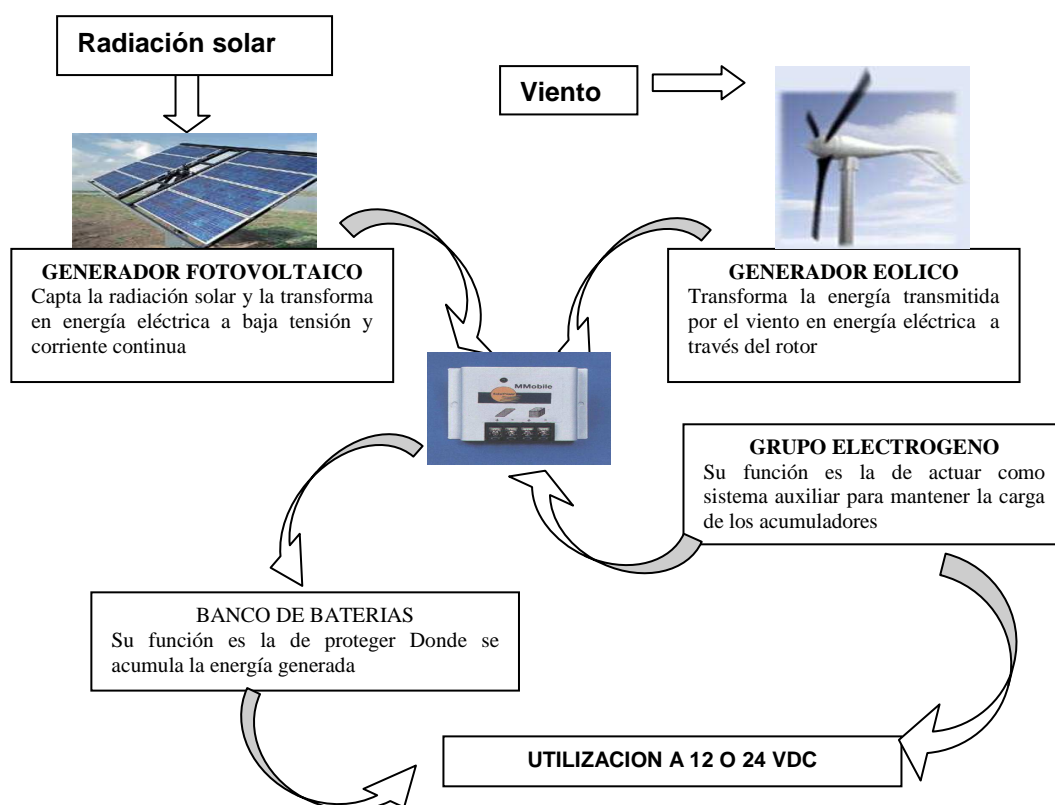 Radiación solar
Viento
GENERADOR FOTOVOLTAICO
Capta la radiación solar y la transforma
en energía eléctrica a baja tensión y
corriente continua
GENERADOR EOLICO
Transforma la energía transmitida
por el viento en energía eléctrica a
través del rotor
MMobile
GRUPO ELECTROGENO
Su función es la de actuar como
sistema auxiliar para mantener la carga
de los acumuladores
BANCO DE BATERIAS
Su función es la de proteger Donde se
acumula la energía generada
UTILIZACION A 12 O 24 VDC